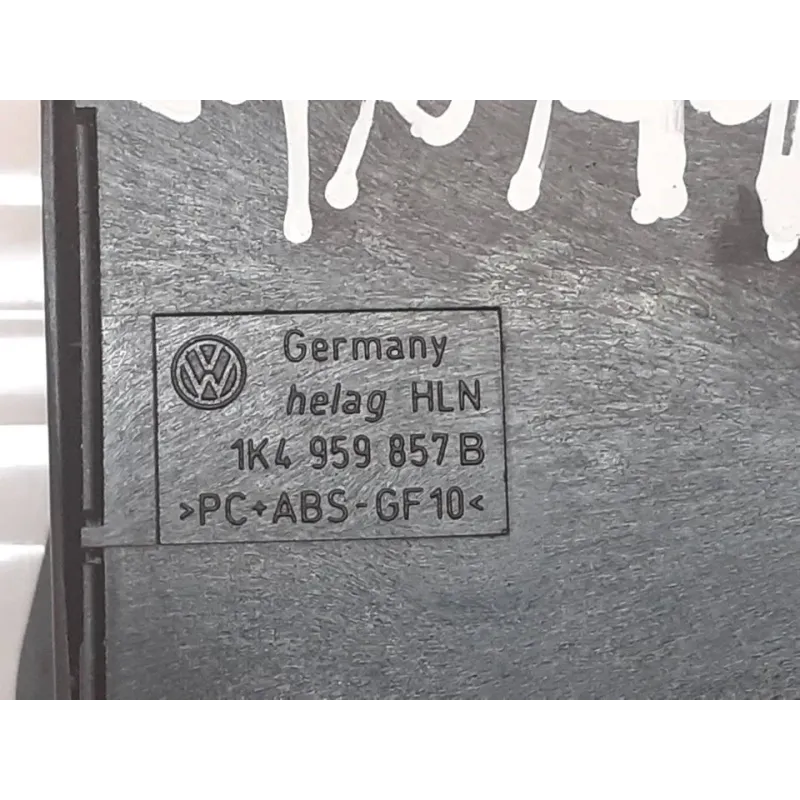 Germany
helag HLN
1K4 959 857 B
>PC+ABS-GF10<